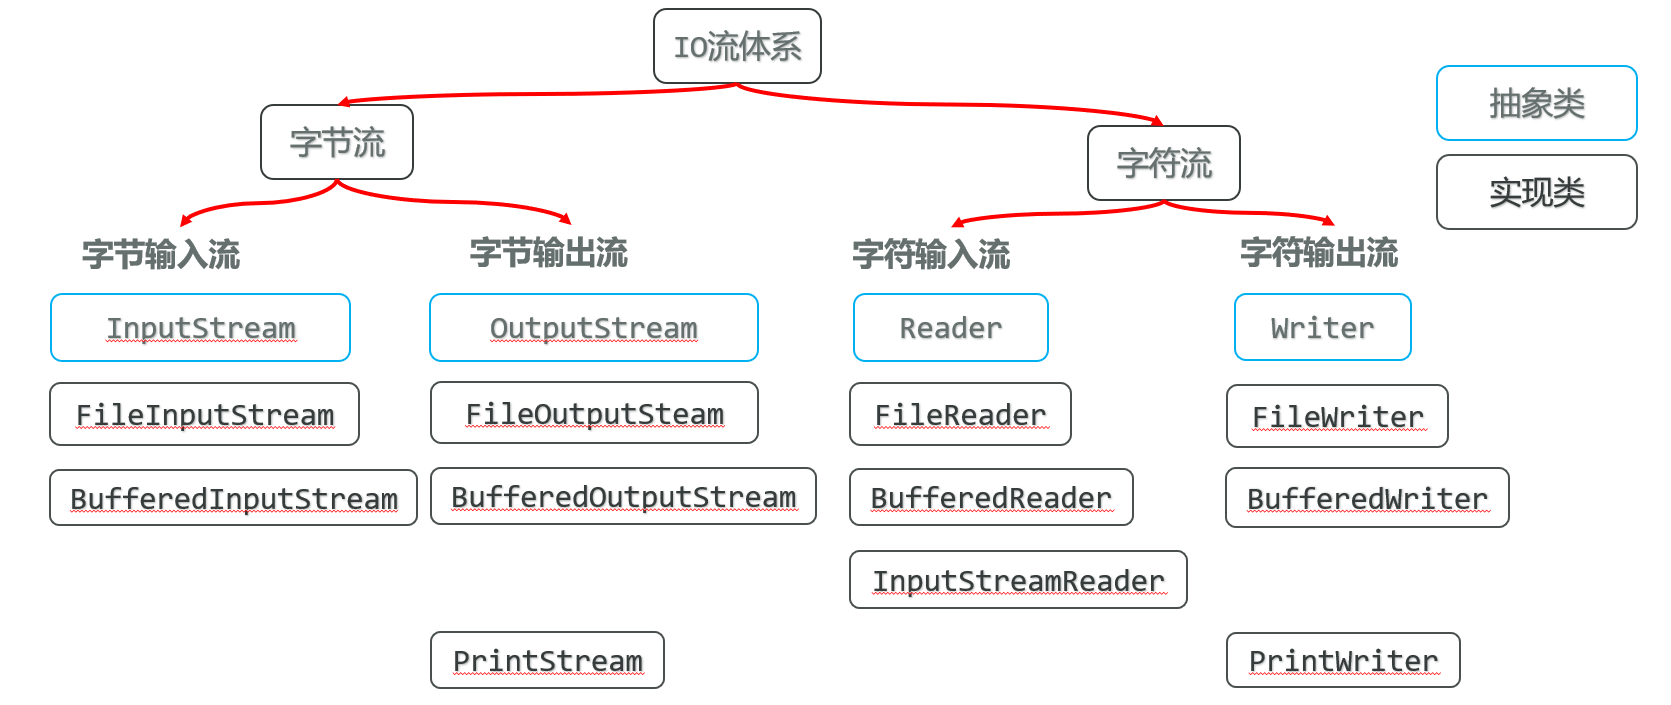 IO流体系
抽象类
字节流
字符流
实现类
字节输入流
字节输出流
字符输入流
字符输出流
InputStream
OutputStream
Reader
Writer
FileInputStream
FileOutputSteam
FileReader
FileWriter
BufferedInputStream
BufferedOutputStream
BufferedReader
BufferedWriter
InputStreamReader
PrintStream
PrintWriter